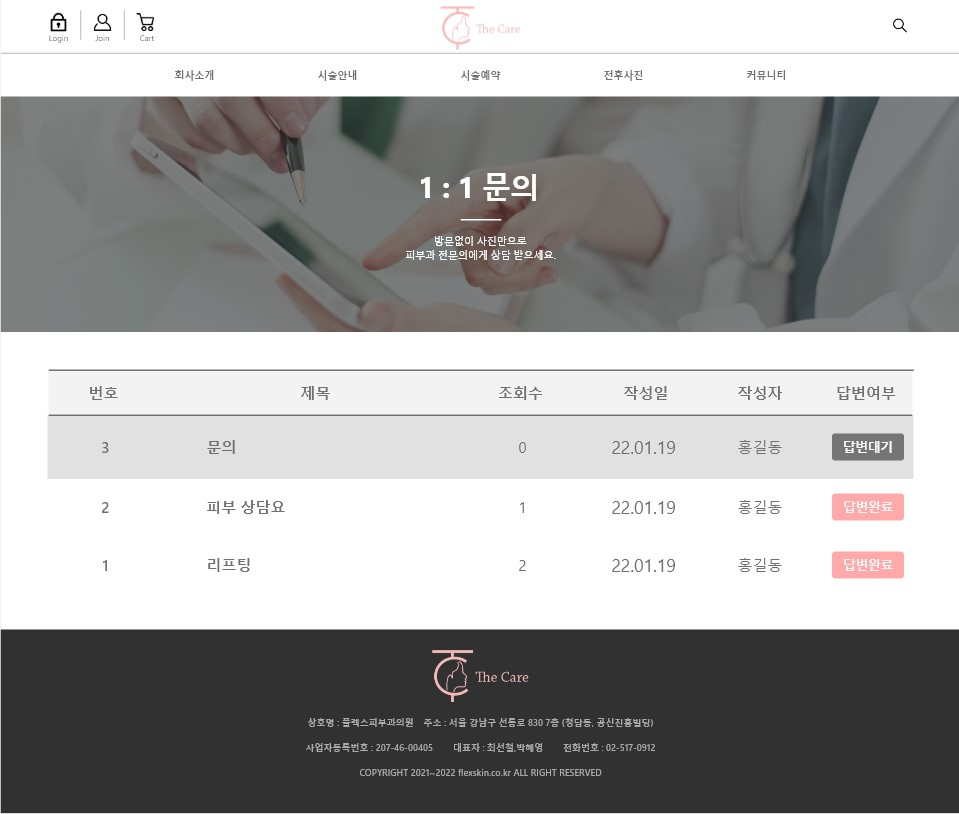 Login
Join
Cart
The Care
회사소개
시술안내
시술예약
전후사진
커뮤니티
1 : 1 문의
방문없이 사진만으로
피부과 전문의에게 상담 받으세요.
번호 제목 조회수 작성일 작성자 답변여부
3 문의 0 22.01.19 홍길동 답변대기
2 피부 상담요 1 22.01.19 홍길동 답변완료
1 리프팅 2 22.01.19 홍길동 답변완료
The Care
상호명 : 플렉스피부과의원 주소 : 서울 강남구 선릉로 830 7층 (청담동, 공신진흥빌딩)
사업자등록번호 : 207-46-00405 대표자 : 최선철,박혜영 전화번호 : 02-517-0912
COPYRIGHT 2021~2022 flexskin.co.kr ALL RIGHT RESERVED